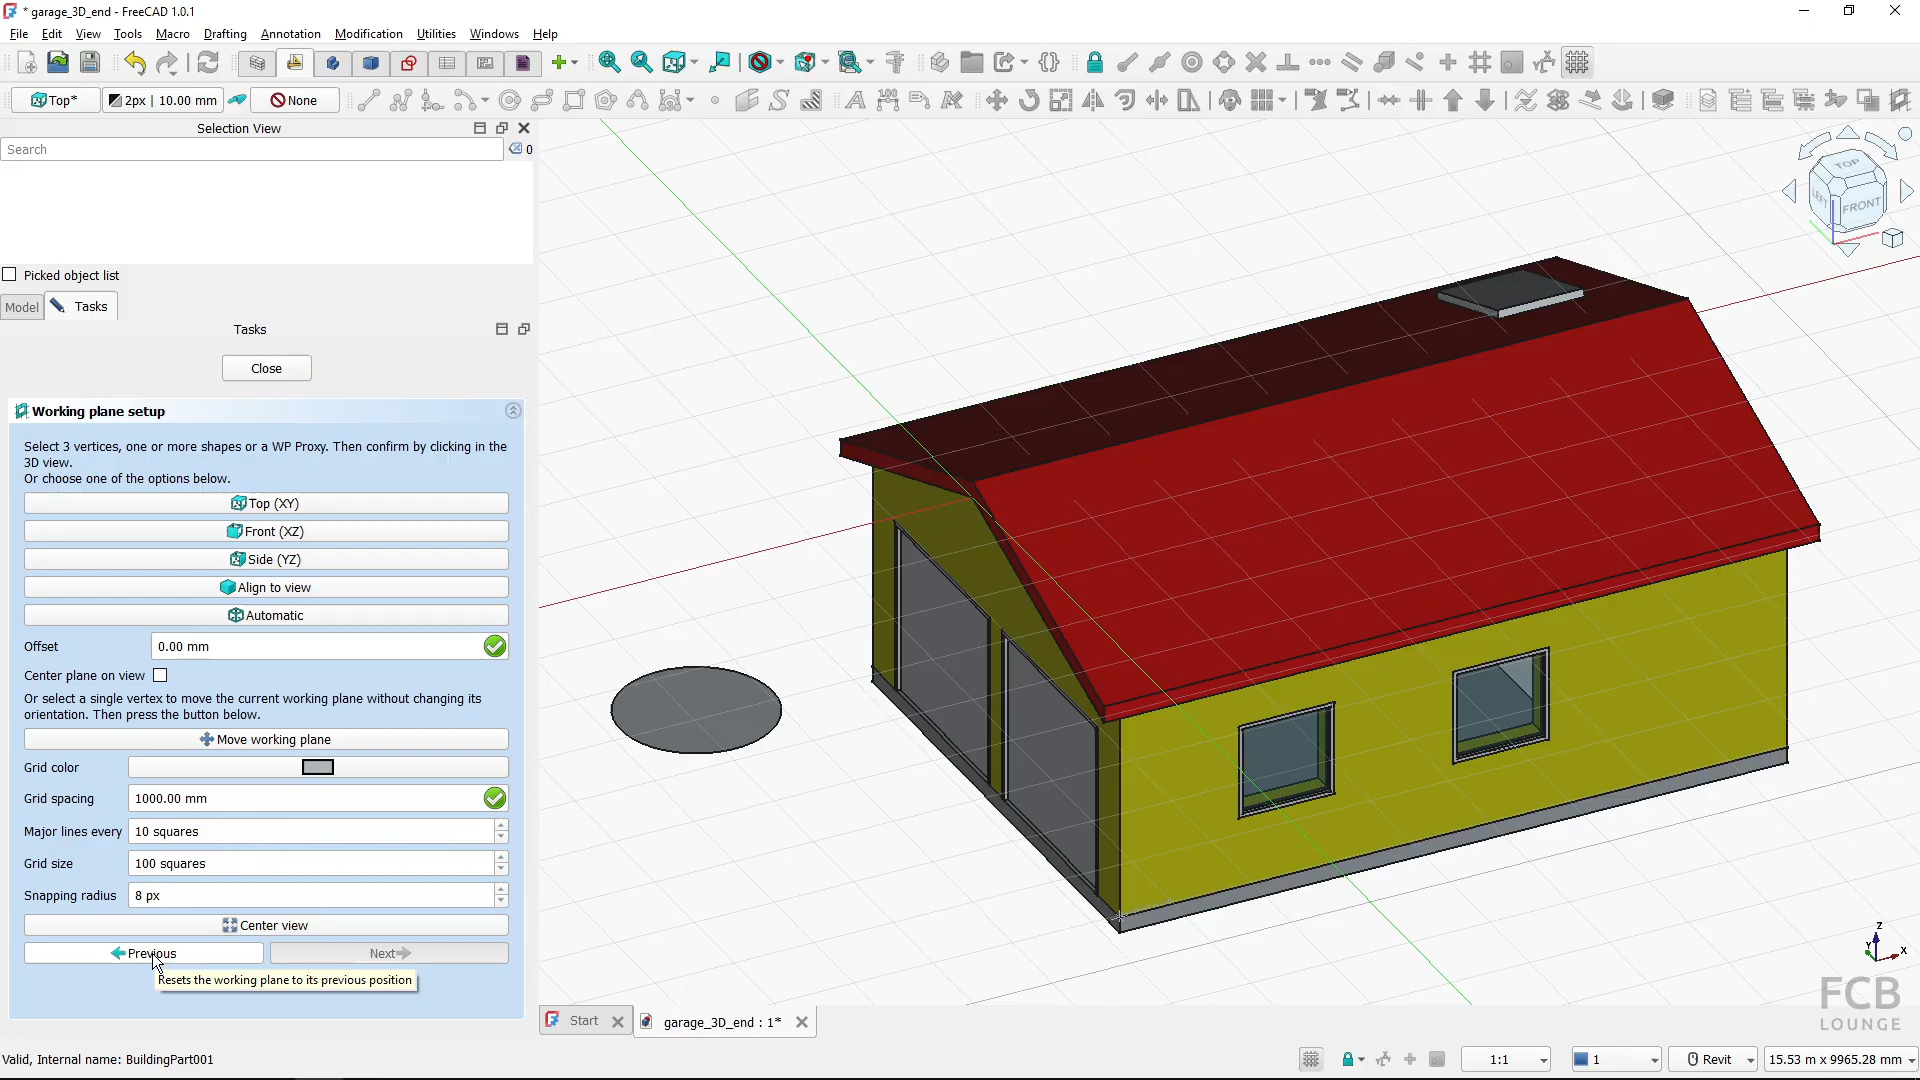 * garage_3D_end - FreeCAD 1.0.1
File Edit View Tools Macro Drafting Annotation Modification Utilities Windows Help
Top* 2px | 10.00 mm None
Selection View
Search 0
Picked object list
Model Tasks
Tasks
Close
Working plane setup
Select 3 vertices, one or more shapes or a WP Proxy. Then confirm by clicking in the
3D view.
Or choose one of the options below.
Top (XY)
Front (XZ)
Side (YZ)
Align to view
Automatic
Offset 0.00 mm
Center plane on view
Or select a single vertex to move the current working plane without changing its
orientation. Then press the button below.
Move working plane
Grid color
Grid spacing 1000.00 mm
Major lines every 10 squares
Grid size 100 squares
Snapping radius 8 px
Center view
Previous Next
Resets the working plane to its previous position
TOP
LEFT FRONT
Z
Y X
FCB
LOUNGE
Start garage_3D_end : 1*
Valid, Internal name: BuildingPart001 1:1 1 Revit 15.53 m x 9965.28 mm